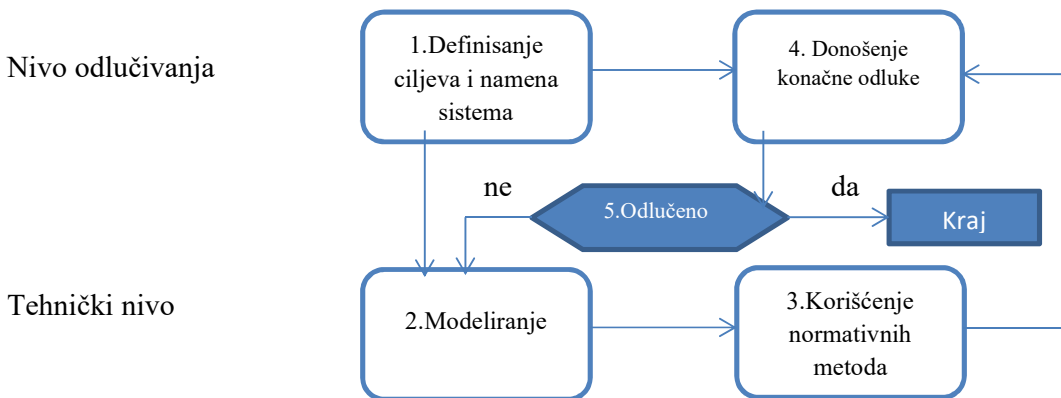 Nivo odlučivanja
1.Definisanje
ciljeva i namena
sistema
4. Donošenje
konačne odluke
ne
5.Odlučeno
da
Kraj
Tehnički nivo
2.Modeliranje
3.Korišćenje
normativnih
metoda